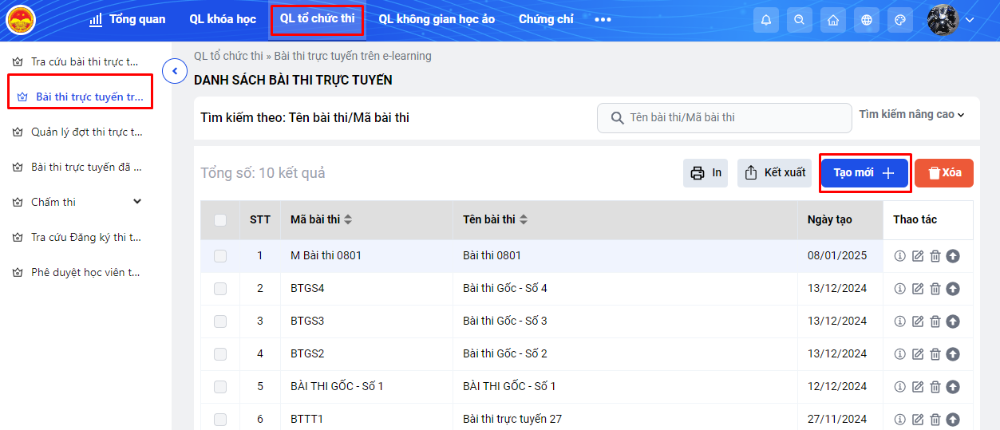 Tổng quan QL khóa học QL tổ chức thi QL không gian học ảo Chứng chỉ •••
Tra cứu bài thi trực t...
Bài thi trực tuyến tr...
Quản lý đợt thi trực t...
Bài thi trực tuyến đã ...
Chấm thi
Tra cứu Đăng ký thi t...
Phê duyệt học viên t...
QL tổ chức thi » Bài thi trực tuyến trên e-learning
DANH SÁCH BÀI THI TRỰC TUYẾN
Tìm kiếm theo: Tên bài thi/Mã bài thi Tên bài thi/Mã bài thi Tìm kiếm nâng cao
Tổng số: 10 kết quả In Kết xuất Tạo mới + Xóa
STT Mã bài thi Tên bài thi Ngày tạo Thao tác
1 M Bài thi 0801 Bài thi 0801 08/01/2025
2 BTGS4 Bài thi Gốc - Số 4 13/12/2024
3 BTGS3 Bài thi Gốc - Số 3 13/12/2024
4 BTGS2 Bài thi Gốc - Số 2 13/12/2024
5 BÀI THI GỐC - Số 1 BÀI THI GỐC - Số 1 12/12/2024
6 BTTT1 Bài thi trực tuyến 27 27/11/2024